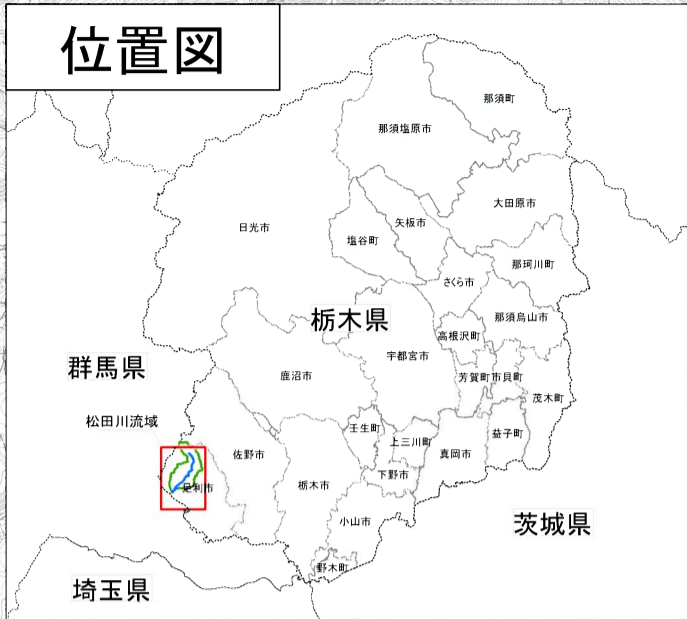 位置図
那須町
那須塩原市
大田原市
日光市
矢板市
塩谷町
那珂川町
さくら市
栃木県
那須烏山市
高根沢町
宇都宮市
群馬県
鹿沼市
芳賀町
市貝町
茂木町
松田川流域
壬生町
上三川町
益子町
佐野市
真岡市
下野市
足利市
栃木市
小山市
茨城県
野木町
埼玉県